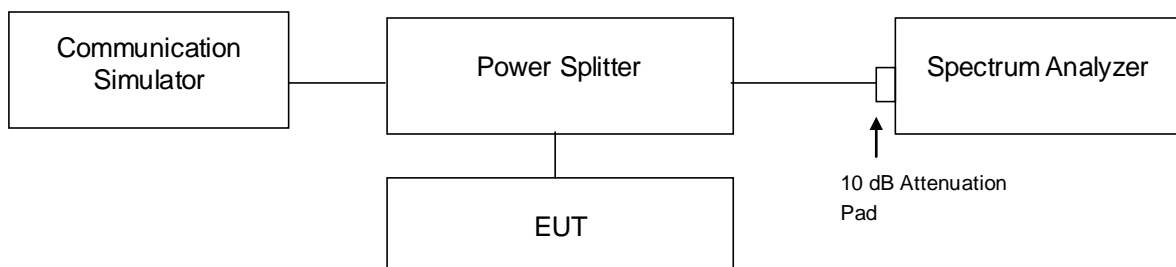 Communication
Simulator
Power Splitter
Spectrum Analyzer
10 dB Attenuation
Pad
EUT